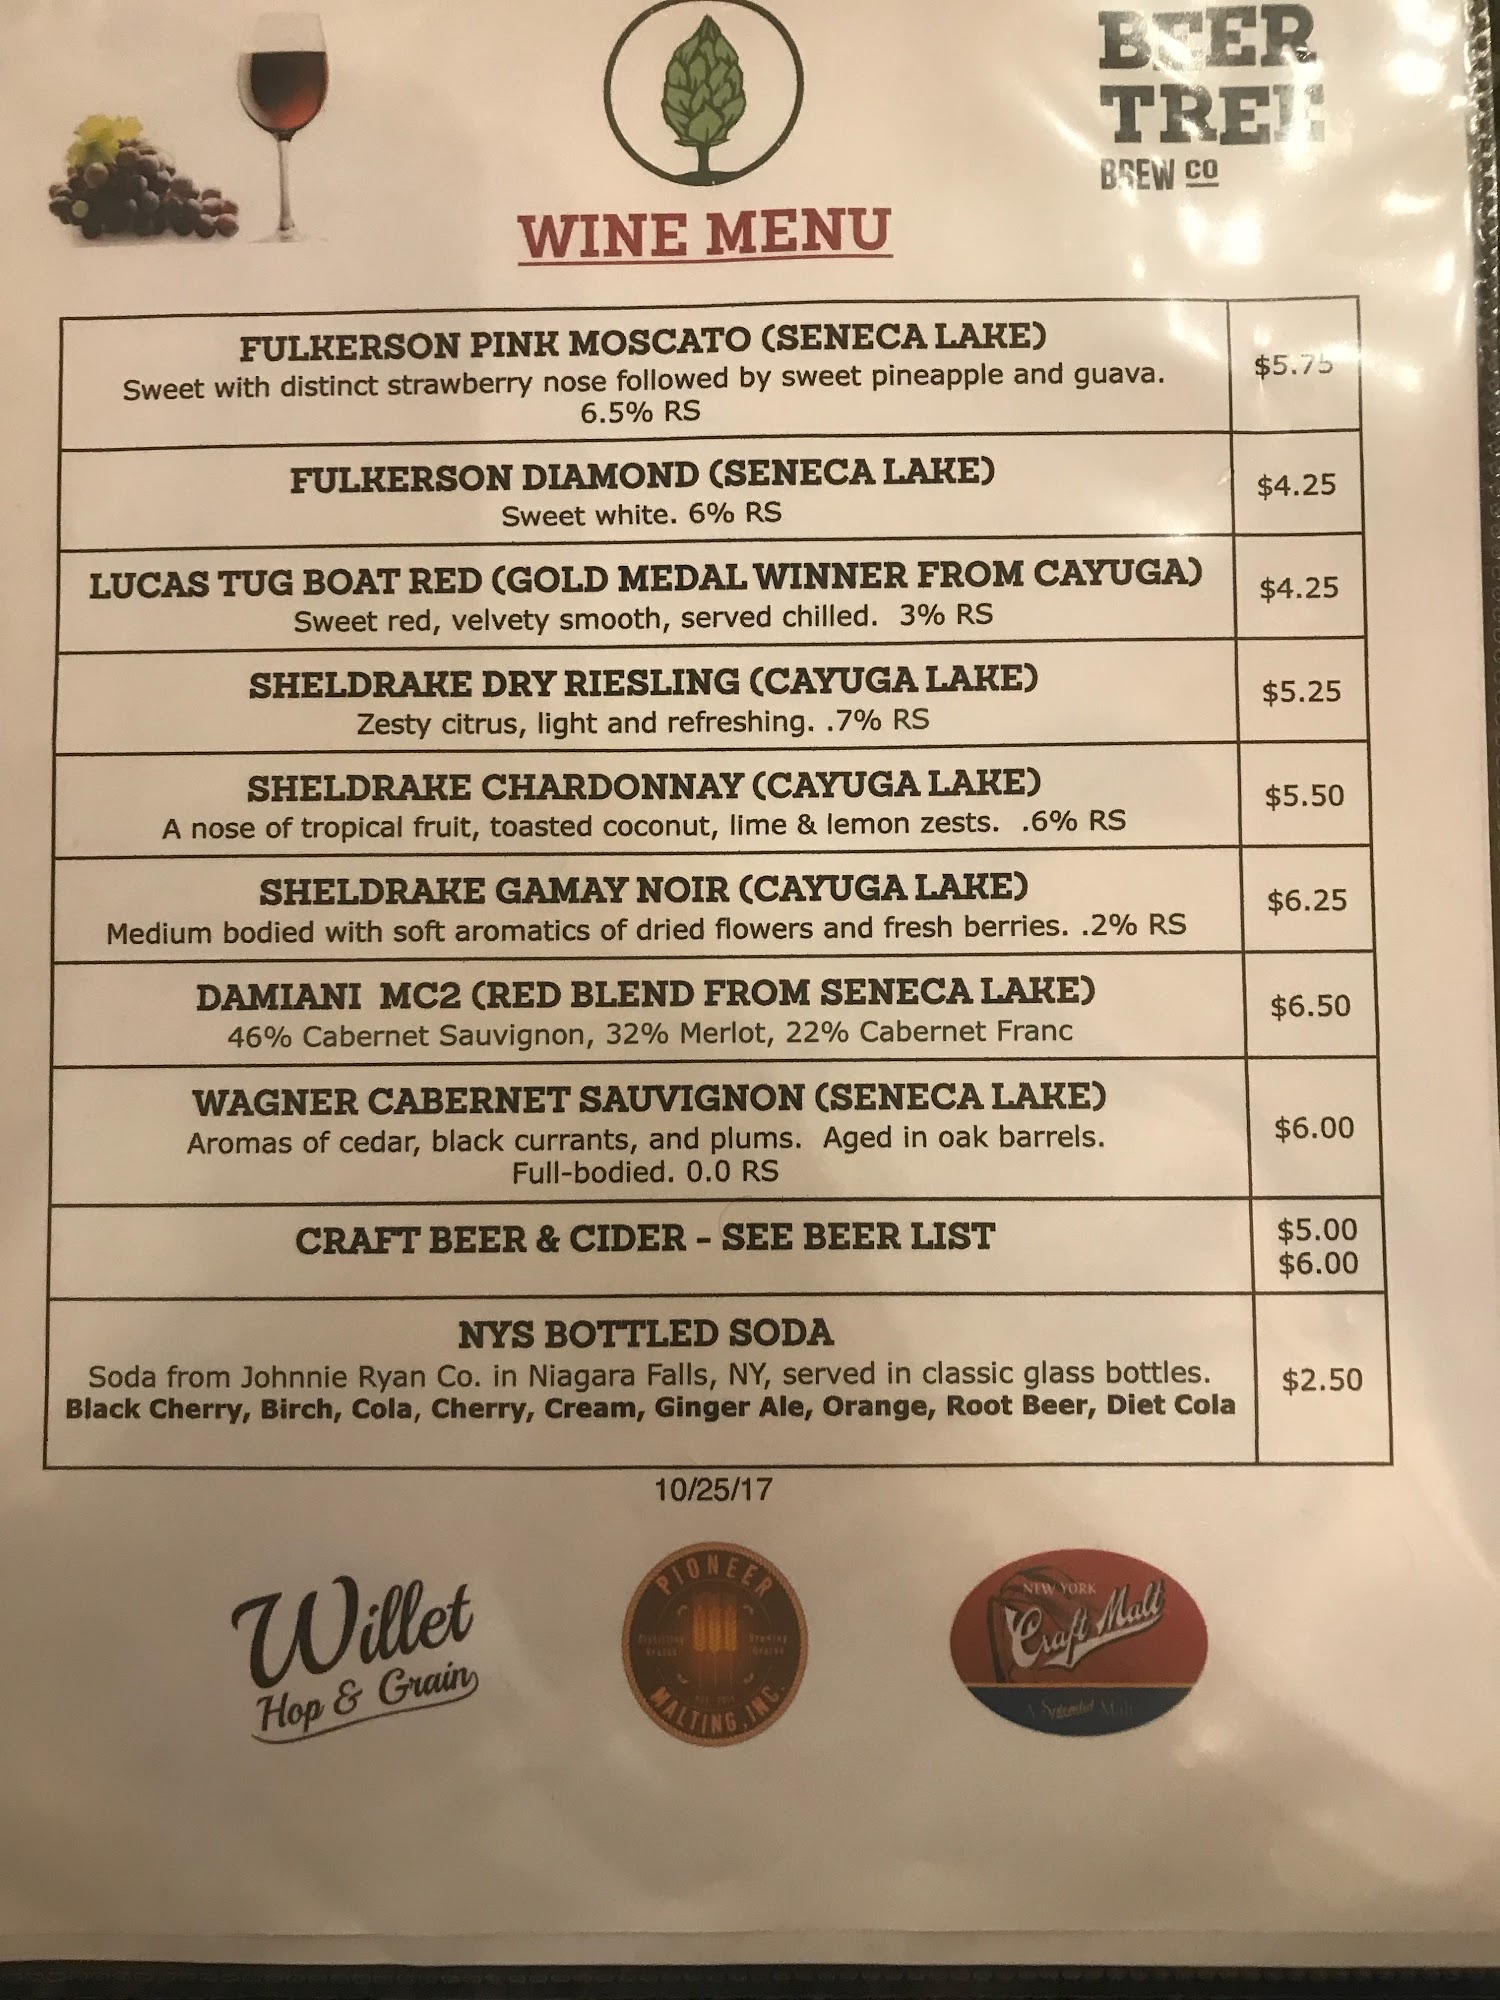 BEER
TREE
BREW CO
WINE MENU
FULKERSON PINK MOSCATO (SENECA LAKE)
Sweet with distinct strawberry nose followed by sweet pineapple and guava.
6.5% RS
$5.75
FULKERSON DIAMOND (SENECA LAKE)
Sweet white. 6% RS
$4.25
LUCAS TUG BOAT RED (GOLD MEDAL WINNER FROM CAYUGA)
Sweet red, velvety smooth, served chilled.  3% RS
$4.25
SHELDRAKE DRY RIESLING (CAYUGA LAKE)
Zesty citrus, light and refreshing. .7% RS
$5.25
SHELDRAKE CHARDONNAY (CAYUGA LAKE)
A nose of tropical fruit, toasted coconut, lime & lemon zests.  .6% RS
$5.50
SHELDRAKE GAMAY NOIR (CAYUGA LAKE)
Medium bodied with soft aromatics of dried flowers and fresh berries. .2% RS
$6.25
DAMIANI  MC2 (RED BLEND FROM SENECA LAKE)
46% Cabernet Sauvignon, 32% Merlot, 22% Cabernet Franc
$6.50
WAGNER CABERNET SAUVIGNON (SENECA LAKE)
Aromas of cedar, black currants, and plums.  Aged in oak barrels.
Full-bodied. 0.0 RS
$6.00
CRAFT BEER & CIDER - SEE BEER LIST
$5.00
$6.00
NYS BOTTLED SODA
Soda from Johnnie Ryan Co. in Niagara Falls, NY, served in classic glass bottles.
Black Cherry, Birch, Cola, Cherry, Cream, Ginger Ale, Orange, Root Beer, Diet Cola
$2.50
10/25/17
Willet
Hop & Grain
PIONEER
MALTING, INC.
NEW YORK
Craft Malt
A Splendid Malt